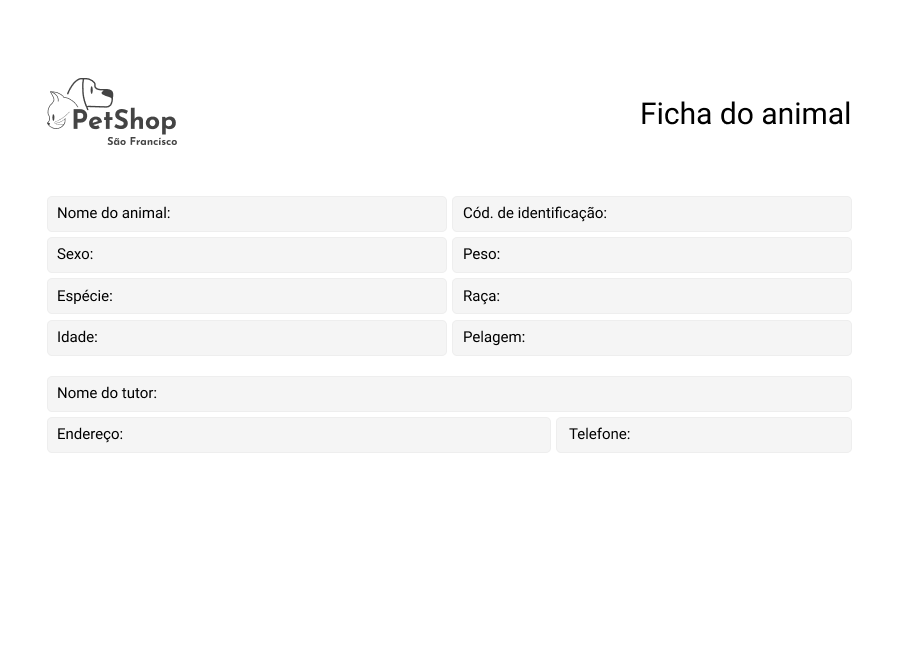 PetShop
São Francisco
Ficha do animal
Nome do animal:
Cód. de identificação:
Sexo:
Peso:
Espécie:
Raça:
Idade:
Pelagem:
Nome do tutor:
Endereço:
Telefone: